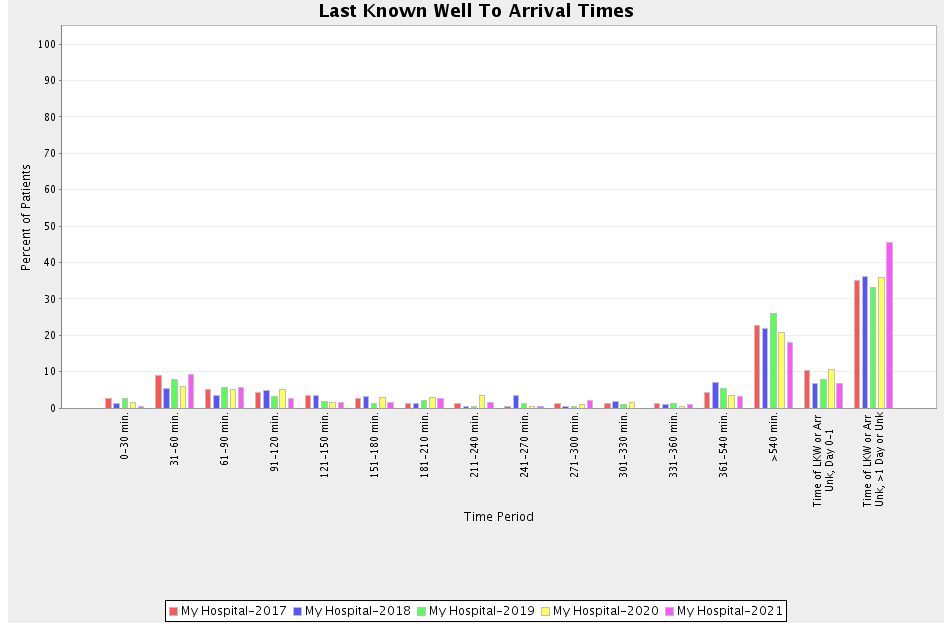 Last Known Well To Arrival Times
Percent of Patients
100
90
80
70
60
50
40
30
20
10
0
0-30 min.
31-60 min.
61-90 min.
91-120 min.
121-150 min.
151-180 min.
181-210 min.
211-240 min.
241-270 min.
271-300 min.
301-330 min.
331-360 min.
361-540 min.
>540 min.
Time of LKW or Arr
Unk, Day 0-1
Time of LKW or Arr
Unk, >1 Day or Unk
Time Period
My Hospital-2017 My Hospital-2018 My Hospital-2019 My Hospital-2020 My Hospital-2021